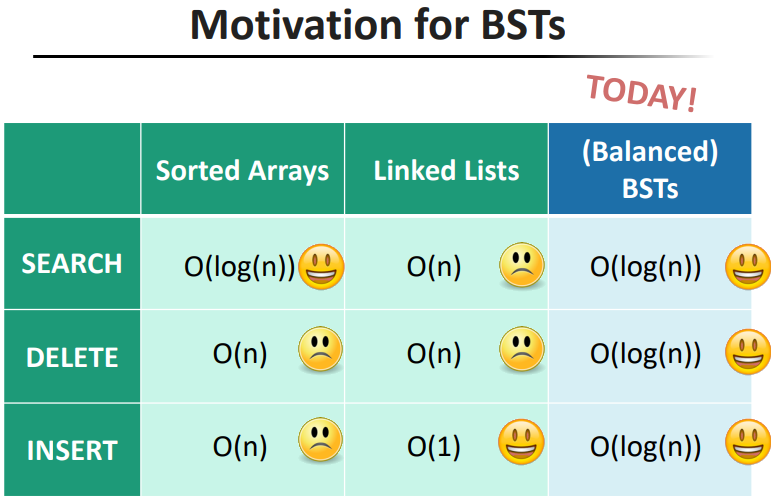 Motivation for BSTs
TODAY!
Sorted Arrays
Linked Lists
(Balanced)
BSTs
SEARCH
O(log(n))
O(n)
O(log(n))
DELETE
O(n)
O(n)
O(log(n))
INSERT
O(n)
O(1)
O(log(n))